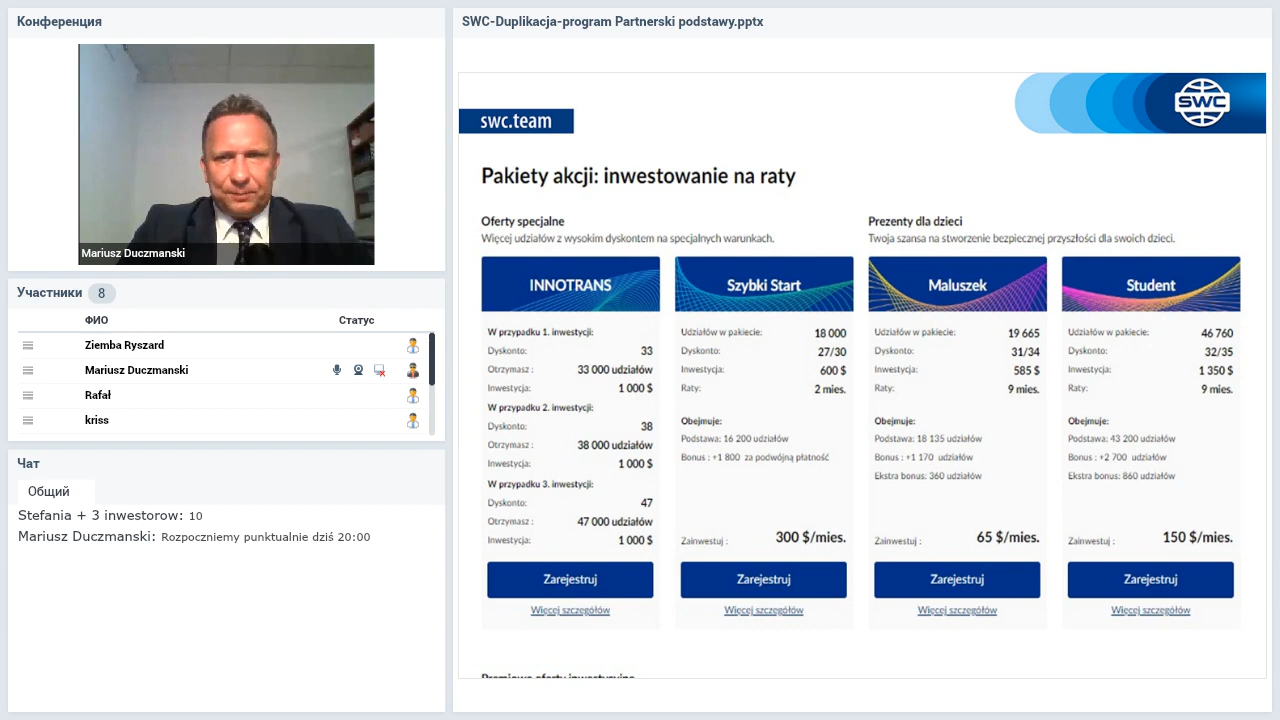 Конференция
Mariusz Duczmanski
Участники 8
ФИО Статус
Ziemba Ryszard
Mariusz Duczmanski
Rafał
kriss
Чат
Общий
Stefania + 3 inwestorow: 10
Mariusz Duczmanski: Rozpoczniemy punktualnie dziś 20:00
SWC-Duplikacja-program Partnerski podstawy.pptx
SWC
swc.team
Pakiety akcji: inwestowanie na raty
Oferty specjalne
Więcej udziałów z wysokim dyskontem na specjalnych warunkach.
Prezenty dla dzieci
Twoja szansa na stworzenie bezpiecznej przyszłości dla swoich dzieci.
INNOTRANS
W przypadku 1. inwestycji:
Dyskonto: 33
Otrzymasz : 33 000 udziałów
Inwestycja: 1 000 $
W przypadku 2. inwestycji:
Dyskonto: 38
Otrzymasz : 38 000 udziałów
Inwestycja: 1 000 $
W przypadku 3. inwestycji:
Dyskonto: 47
Otrzymasz : 47 000 udziałów
Inwestycja: 1 000 $
Zarejestruj
Więcej szczegółów
Szybki Start
Udziałów w pakiecie: 18 000
Dyskonto: 27/30
Inwestycja: 600 $
Raty: 2 mies.
Obejmuje:
Podstawa: 16 200 udziałów
Bonus : +1 800 za podwójną płatność
Zainwestuj : 300 $/mies.
Zarejestruj
Więcej szczegółów
Maluszek
Udziałów w pakiecie: 19 665
Dyskonto: 31/34
Inwestycja: 585 $
Raty: 9 mies.
Obejmuje:
Podstawa: 18 135 udziałów
Bonus : +1 170 udziałów
Ekstra bonus: 360 udziałów
Zainwestuj : 65 $/mies.
Zarejestruj
Więcej szczegółów
Student
Udziałów w pakiecie: 46 760
Dyskonto: 32/35
Inwestycja: 1 350 $
Raty: 9 mies.
Obejmuje:
Podstawa: 43 200 udziałów
Bonus : +2 700 udziałów
Ekstra bonus: 860 udziałów
Zainwestuj : 150 $/mies.
Zarejestruj
Więcej szczegółów